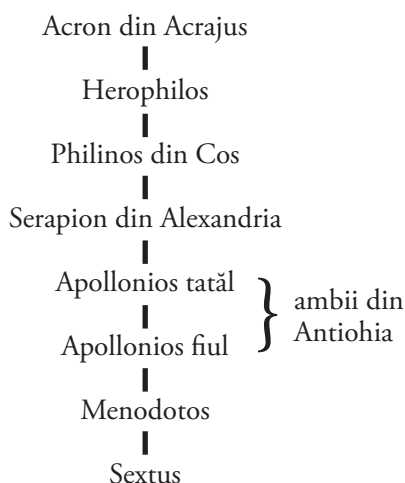 Acron din Acrajus
Herophilos
Philinos din Cos
Serapion din Alexandria
Apollonios tatăl
ambii din
Antiohia
Apollonios fiul
Menodotos
Sextus